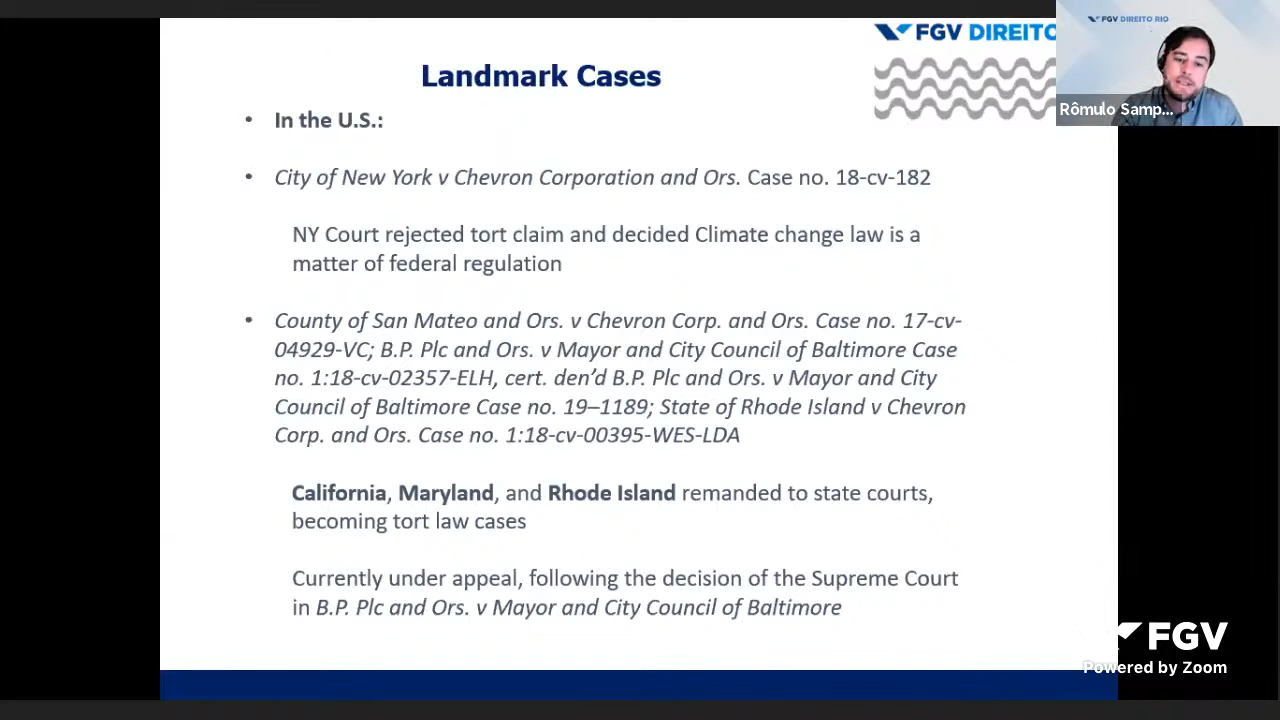 FGV DIREITO
FGV DIREITO RIO
Rômulo Samp...
Landmark Cases
• In the U.S.:
• City of New York v Chevron Corporation and Ors. Case no. 18-cv-182
NY Court rejected tort claim and decided Climate change law is a
matter of federal regulation
• County of San Mateo and Ors. v Chevron Corp. and Ors. Case no. 17-cv-
04929-VC; B.P. Plc and Ors. v Mayor and City Council of Baltimore Case
no. 1:18-cv-02357-ELH, cert. den’d B.P. Plc and Ors. v Mayor and City
Council of Baltimore Case no. 19–1189; State of Rhode Island v Chevron
Corp. and Ors. Case no. 1:18-cv-00395-WES-LDA
California, Maryland, and Rhode Island remanded to state courts,
becoming tort law cases
Currently under appeal, following the decision of the Supreme Court
in B.P. Plc and Ors. v Mayor and City Council of Baltimore
FGV
Powered by Zoom